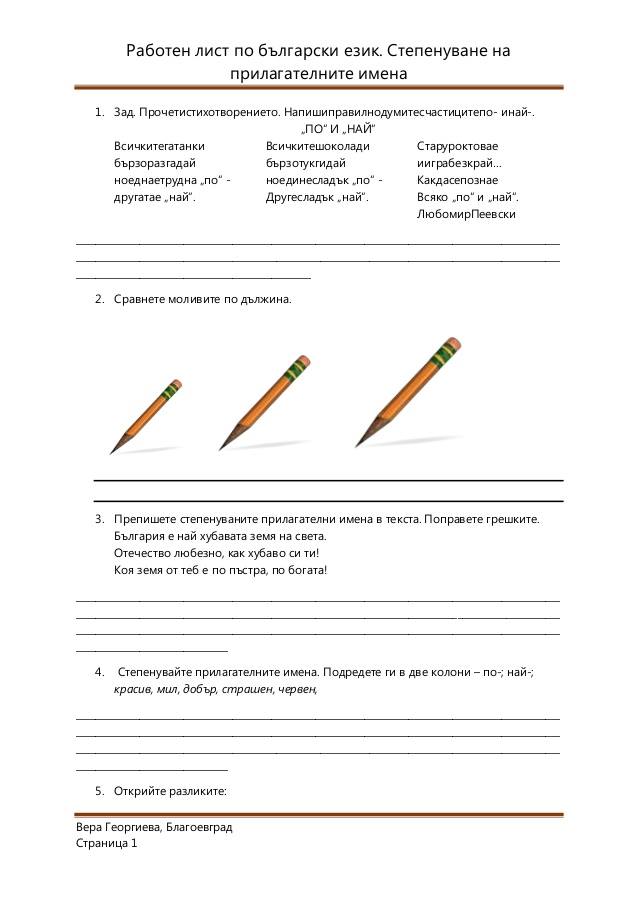 Работен лист по български език. Степенуване на
прилагателните имена
1. Зад. Прочетистихотворението. Напишиправилнодумитесчастицитепо- инай-.
„ПО“ И „НАЙ“
Всичкитегатанки
бързоразгадай
ноеднаетрудна „по“ -
другатае „най“.
Всичкитешоколади
бързотукгидай
ноединесладък „по“ -
Другесладък „най“.
Старуроктовае
ииграбезкрай...
Какдасепознае
Всяко „по“ и „най“.
ЛюбомирПеевски
2. Сравнете моливите по дължина.
3. Препишете степенуваните прилагателни имена в текста. Поправете грешките.
България е най хубавата земя на света.
Отечество любезно, как хубаво си ти!
Коя земя от теб е по пъстра, по богата!
4. Степенувайте прилагателните имена. Подредете ги в две колони – по-; най-;
красив, мил, добър, страшен, червен,
5. Открийте разликите:
Вера Георгиева, Благоевград
Страница 1